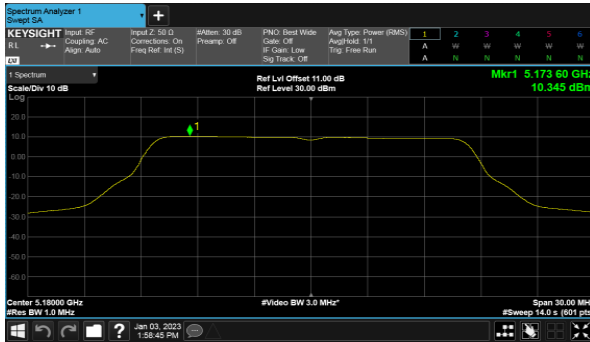 Spectrum Analyzer 1
Swept SA
+
KEYSIGHT
RL
LXI
Input: RF
Coupling: AC
Align: Auto
Input Z: 50 Ω
Corrections: On
Freq Ref: Int (S)
#Atten: 30 dB
Preamp: Off
PNO: Best Wide
Gate: Off
IF Gain: Low
Sig Track: Off
Avg Type: Power (RMS)
Avg|Hold: 1/1
Trig: Free Run
1 2 3 4 5 6
A W W W W W
A N N N N N
1 Spectrum
Scale/Div 10 dB
Log
Ref Lvl Offset 11.00 dB
Ref Level 30.00 dBm
Mkr1 5.173 60 GHz
10.345 dBm
1
20.0
10.0
0.00
-10.0
-20.0
-30.0
-40.0
-50.0
-60.0
Center 5.18000 GHz
#Res BW 1.0 MHz
#Video BW 3.0 MHz*
Span 30.00 MHz
#Sweep 14.0 s (601 pts)
?
Jan 03, 2023
1:58:45 PM